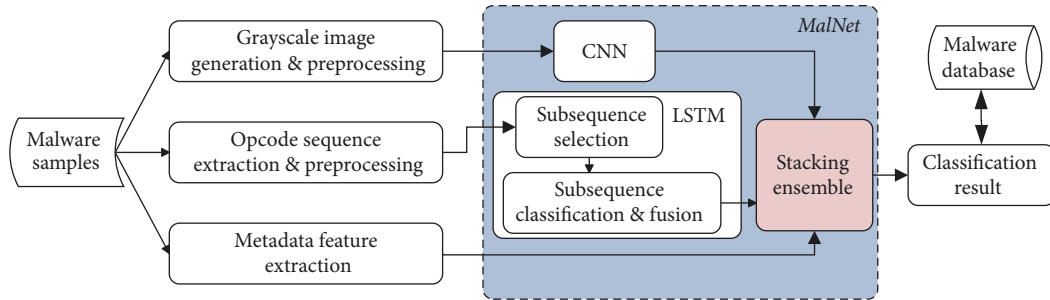 Malware
samples
Grayscale image
generation & preprocessing
Opcode sequence
extraction & preprocessing
Metadata feature
extraction
MalNet
CNN
LSTM
Subsequence
selection
Subsequence
classification & fusion
Stacking
ensemble
Malware
database
Classification
result